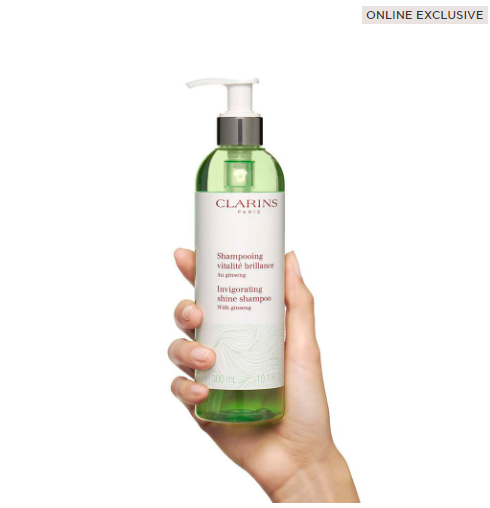 ONLINE EXCLUSIVE
CLARINS
PARIS
Shampooing
vitalité brillance
Au ginseng
Invigorating
shine shampoo
With ginseng
300 mL